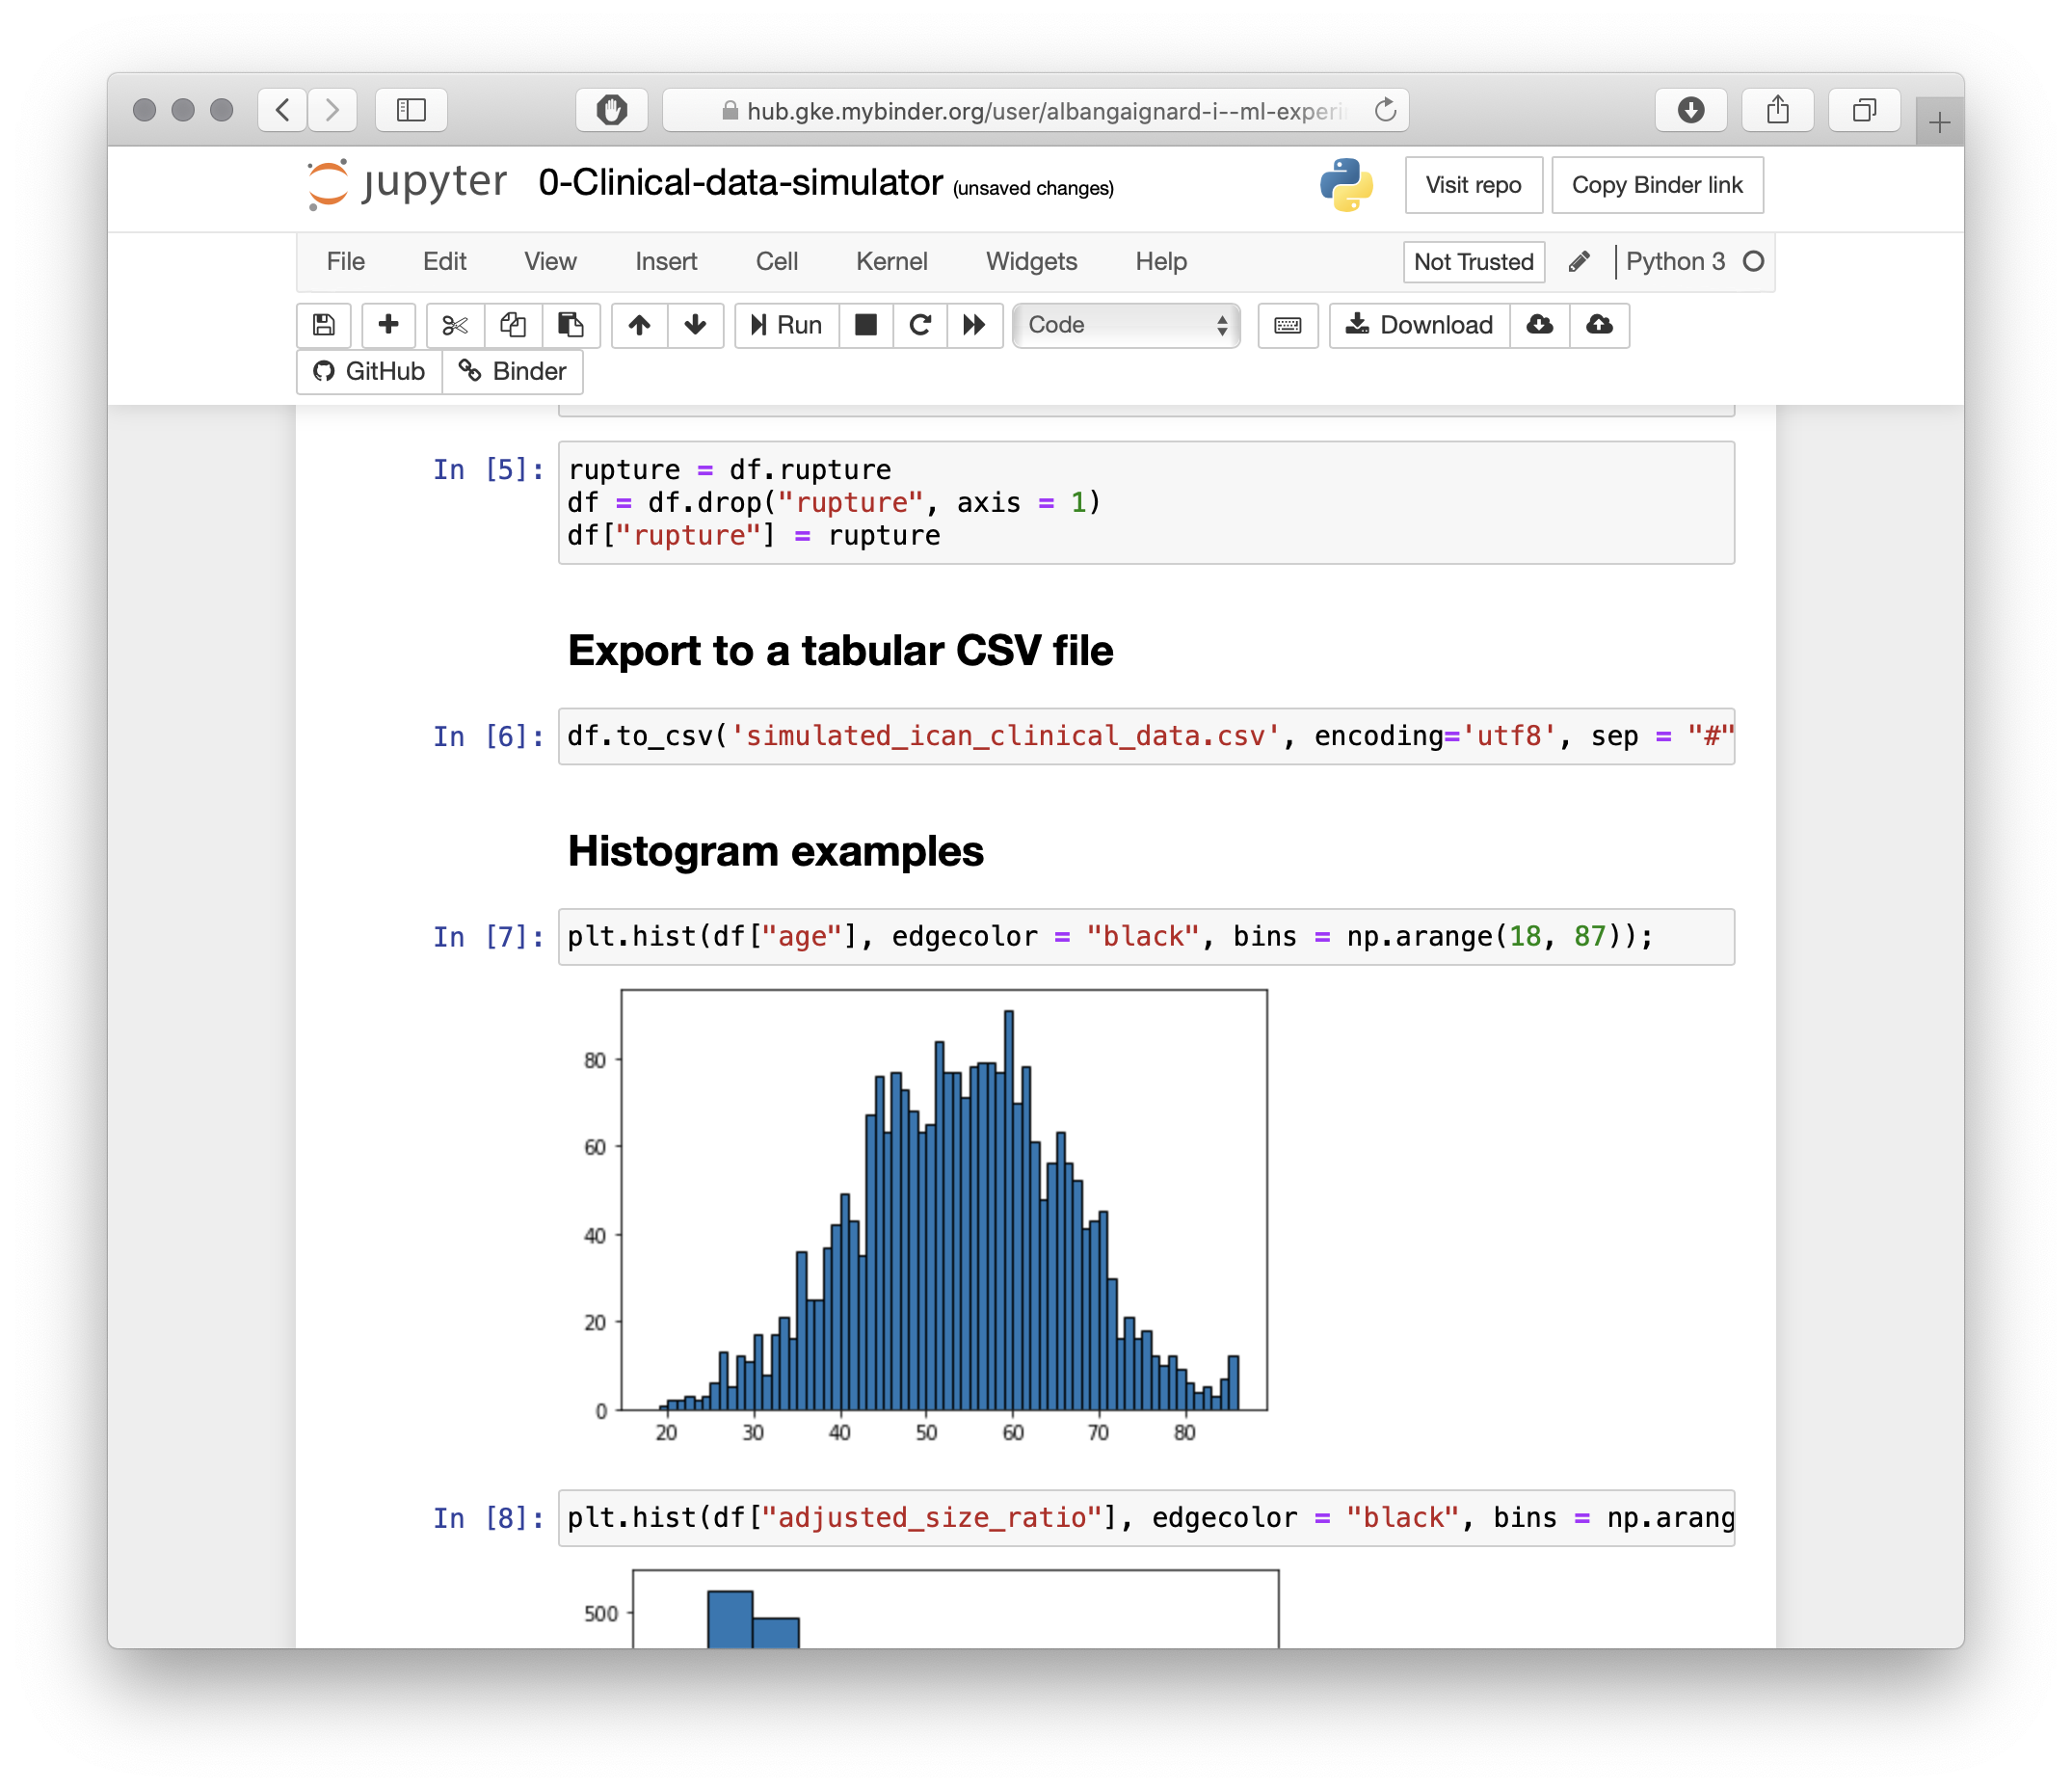 hub.gke.mybinder.org/user/albangaignard-i--ml-experi
jupyter 0-Clinical-data-simulator (unsaved changes)
Visit repo
Copy Binder link
File Edit View Insert Cell Kernel Widgets Help
Not Trusted
Python 3
Run
Code
Download
GitHub
Binder
In [5]:
rupture = df.rupture
df = df.drop("rupture", axis = 1)
df["rupture"] = rupture
Export to a tabular CSV file
In [6]:
df.to_csv('simulated_ican_clinical_data.csv', encoding='utf8', sep = "#"
Histogram examples
In [7]:
plt.hist(df["age"], edgecolor = "black", bins = np.arange(18, 87));
80
60
40
20
0
20 30 40 50 60 70 80
In [8]:
plt.hist(df["adjusted_size_ratio"], edgecolor = "black", bins = np.arang
500